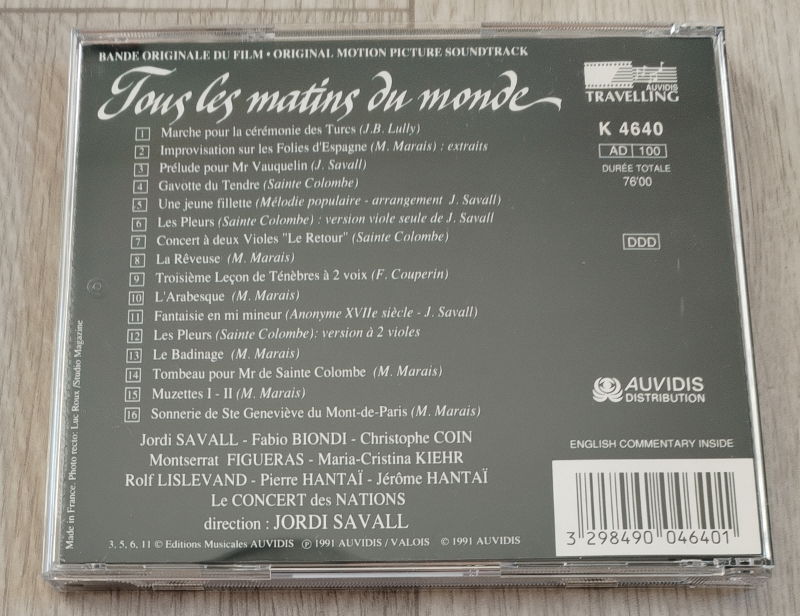 BANDE ORIGINALE DU FILM • ORIGINAL MOTION PICTURE SOUNDTRACK
Tous les matins du monde
AUVIDIS
TRAVELLING
K 4640
AD 100
DURÉE TOTALE
76'00
DDD
1 Marche pour la cérémonie des Turcs (J.B. Lully)
2 Improvisation sur les Folies d'Espagne (M. Marais) : extraits
3 Prélude pour Mr Vauquelin (J. Savall)
4 Gavotte du Tendre (Sainte Colombe)
5 Une jeune fillette (Mélodie populaire - arrangement J. Savall)
6 Les Pleurs (Sainte Colombe) : version viole seule de J. Savall
7 Concert à deux Violes "Le Retour" (Sainte Colombe)
8 La Rêveuse (M. Marais)
9 Troisième Leçon de Ténèbres à 2 voix (F. Couperin)
10 L'Arabesque (M. Marais)
11 Fantaisie en mi mineur (Anonyme XVIIe siècle - J. Savall)
12 Les Pleurs (Sainte Colombe): version à 2 violes
13 Le Badinage (M. Marais)
14 Tombeau pour Mr de Sainte Colombe (M. Marais)
15 Muzettes I - II (M. Marais)
16 Sonnerie de Ste Geneviève du Mont-de-Paris (M. Marais)
Jordi SAVALL - Fabio BIONDI - Christophe COIN
Montserrat FIGUERAS - Maria-Cristina KIEHR
Rolf LISLEVAND - Pierre HANTAÏ - Jérôme HANTAÏ
Le CONCERT des NATIONS
direction : JORDI SAVALL
3, 5, 6, 11 © Editions Musicales AUVIDIS ℗ 1991 AUVIDIS / VALOIS © 1991 AUVIDIS
AUVIDIS
DISTRIBUTION
ENGLISH COMMENTARY INSIDE
3 298490 046401
Made in France. Photo recto: Luc Roux /Studio Magazine